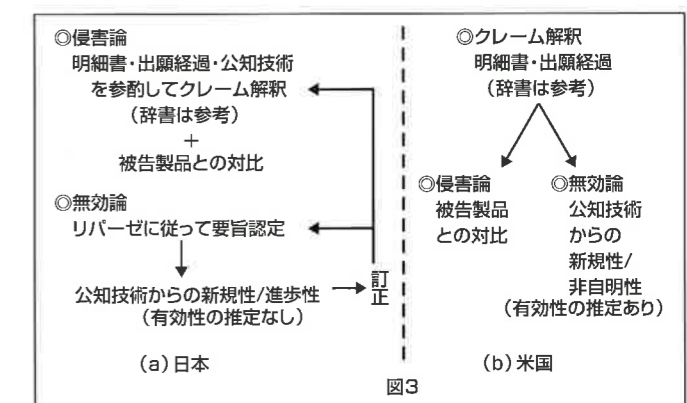 ◎侵害論
明細書・出願経過・公知技術
を参酌してクレーム解釈
(辞書は参考)
＋
被告製品との対比
◎無効論
リパーゼに従って要旨認定
公知技術からの新規性/進歩性
(有効性の推定なし)
訂正
(a)日本
◎クレーム解釈
明細書・出願経過
(辞書は参考)
◎侵害論
被告製品
との対比
◎無効論
公知技術
からの
新規性/
非自明性
(有効性の推定あり)
(b)米国
図3